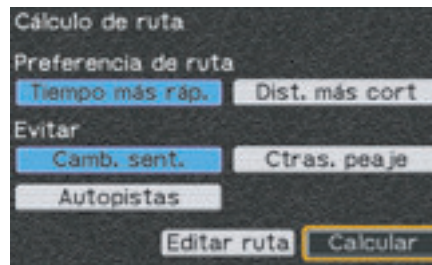 Cálculo de ruta
Preferencia de ruta
Tiempo más ráp. Dist. más cort
Evitar
Camb. sent. Ctras. peaje
Autopistas
Editar ruta Calcular